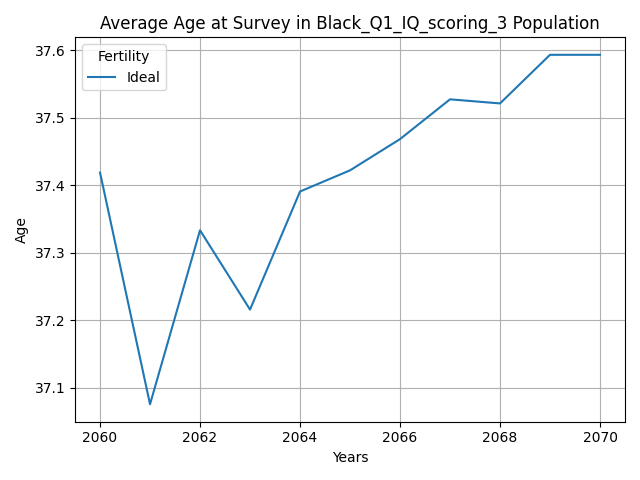 Average Age at Survey in Black_Q1_IQ_scoring_3 Population
Fertility
Ideal
37.6
37.5
37.4
37.3
37.2
37.1
Age
2060 2062 2064 2066 2068 2070
Years